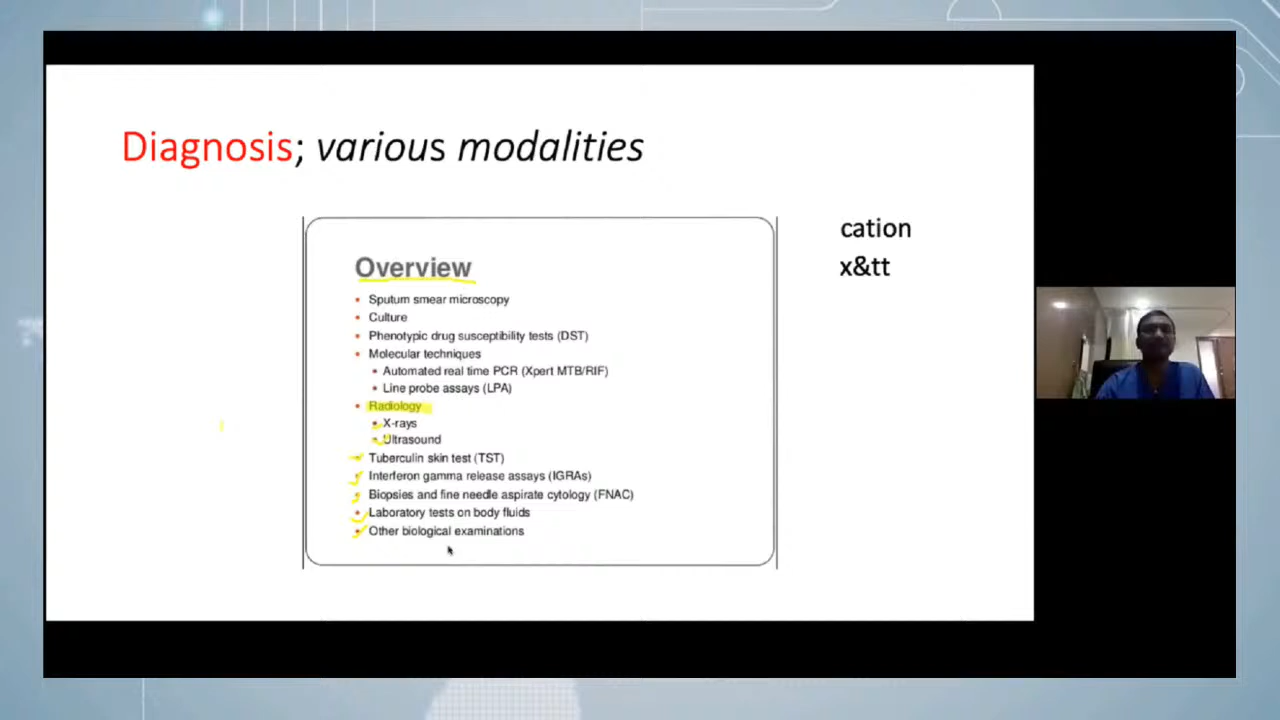 Diagnosis; various modalities
cation
x&tt
Overview
Sputum smear microscopy
Culture
Phenotypic drug susceptibility tests (DST)
Molecular techniques
Automated real time PCR (Xpert MTB/RIF)
Line probe assays (LPA)
Radiology
X-rays
Ultrasound
Tuberculin skin test (TST)
Interferon gamma release assays (IGRAs)
Biopsies and fine needle aspirate cytology (FNAC)
Laboratory tests on body fluids
Other biological examinations